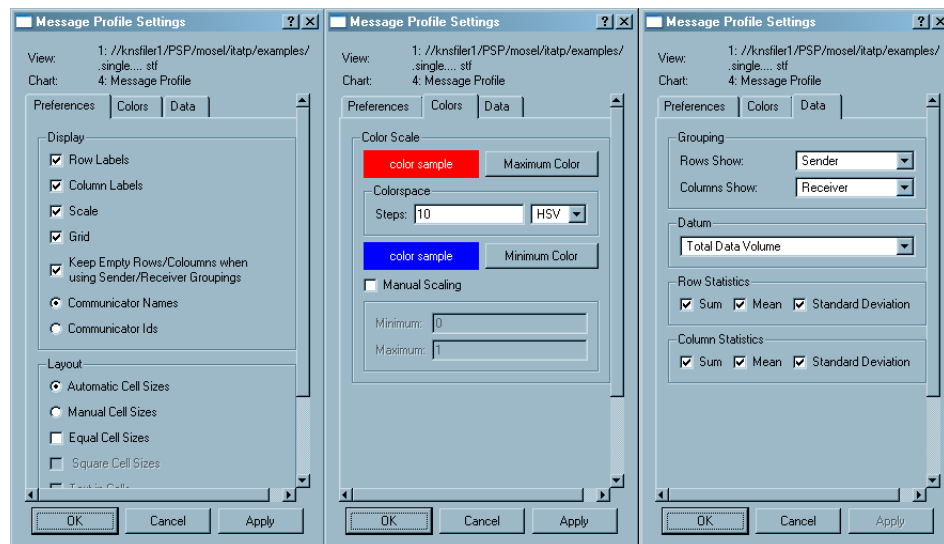 Message Profile Settings
View: 1: //knsfiler1/PSP/mosel/itatp/examples/
.single.... stf
Chart: 4: Message Profile
Preferences Colors Data
Display
Row Labels
Column Labels
Scale
Grid
Keep Empty Rows/Coloumns when
using Sender/Receiver Groupings
Communicator Names
Communicator Ids
Layout
Automatic Cell Sizes
Manual Cell Sizes
Equal Cell Sizes
Square Cell Sizes
Text in Cells
OK Cancel Apply
Message Profile Settings
View: 1: //knsfiler1/PSP/mosel/itatp/examples/
.single.... stf
Chart: 4: Message Profile
Preferences Colors Data
Color Scale
color sample Maximum Color
Colorspace
Steps: 10 HSV
color sample Minimum Color
Manual Scaling
Minimum: 0
Maximum: 1
OK Cancel Apply
Message Profile Settings
View: 1: //knsfiler1/PSP/mosel/itatp/examples/
.single.... stf
Chart: 4: Message Profile
Preferences Colors Data
Grouping
Rows Show: Sender
Columns Show: Receiver
Datum
Total Data Volume
Row Statistics
Sum Mean Standard Deviation
Column Statistics
Sum Mean Standard Deviation
OK Cancel Apply